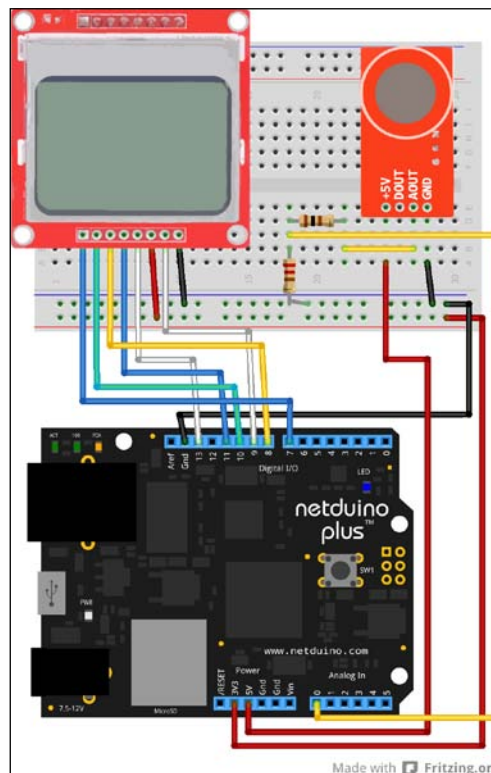 +5V
DOUT
AOUT
GND
Aref
Gnd
13
12
11
10
9
8
7
6
5
4
3
2
1
0
Digital I/O
LED
netduino
plus™
SW1
PWR
www.netduino.com
Power
Analog In
/RESET
3V3
5V
Gnd
Gnd
Vin
0
1
2
3
4
5
7.5-12V
MicroSD
Made with Fritzing.or